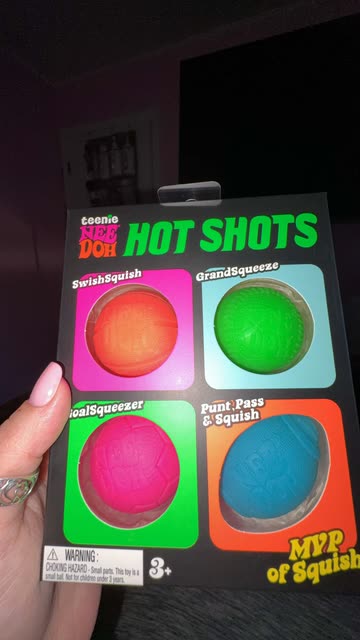 teenie
NEE
DOH
HOT SHOTS
SwishSquish
GrandSqueeze
GoalSqueezer
Punt, Pass
& Squish
MVP
of Squish
WARNING:
CHOKING HAZARD - Small parts. This toy is a
small ball. Not for children under 3 years.
3+